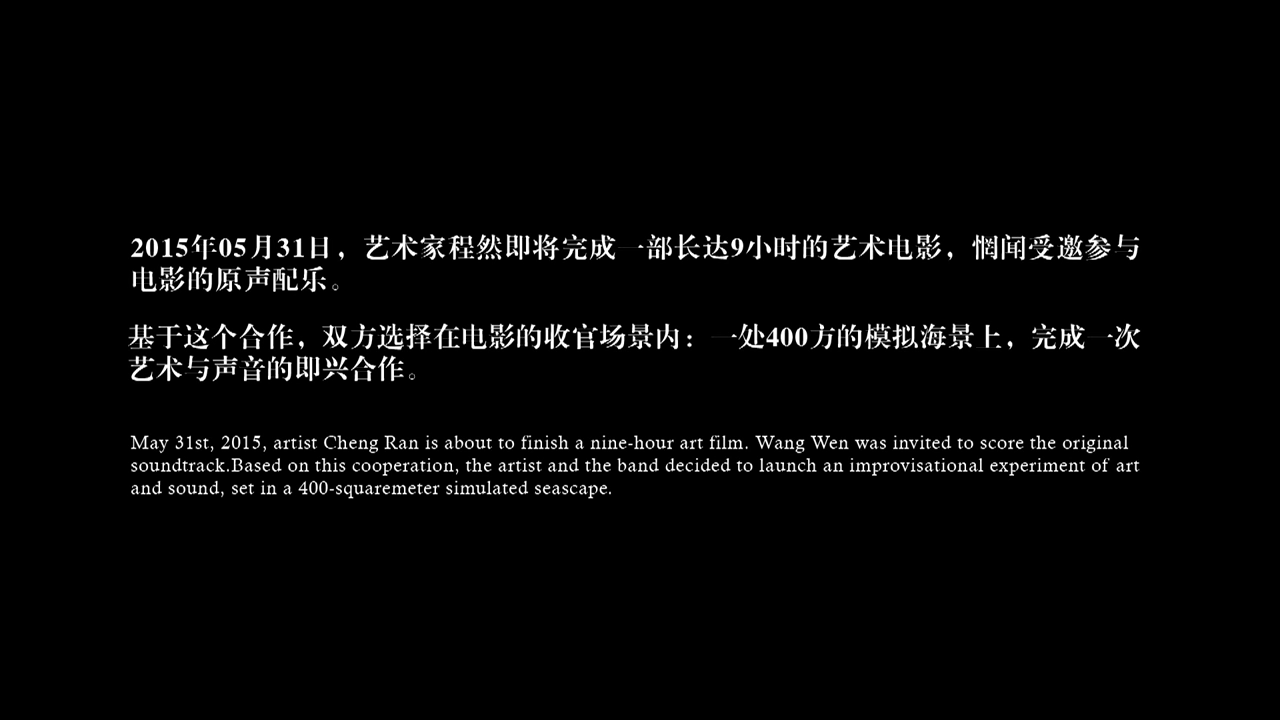 2015年05月31日，艺术家程然即将完成一部长达9小时的艺术电影，惘闻受邀参与
电影的原声配乐。
基于这个合作，双方选择在电影的收官场景内：一处400方的模拟海景上，完成一次
艺术与声音的即兴合作。
May 31st, 2015, artist Cheng Ran is about to finish a nine-hour art film. Wang Wen was invited to score the original
soundtrack.Based on this cooperation, the artist and the band decided to launch an improvisational experiment of art
and sound, set in a 400-squaremeter simulated seascape.